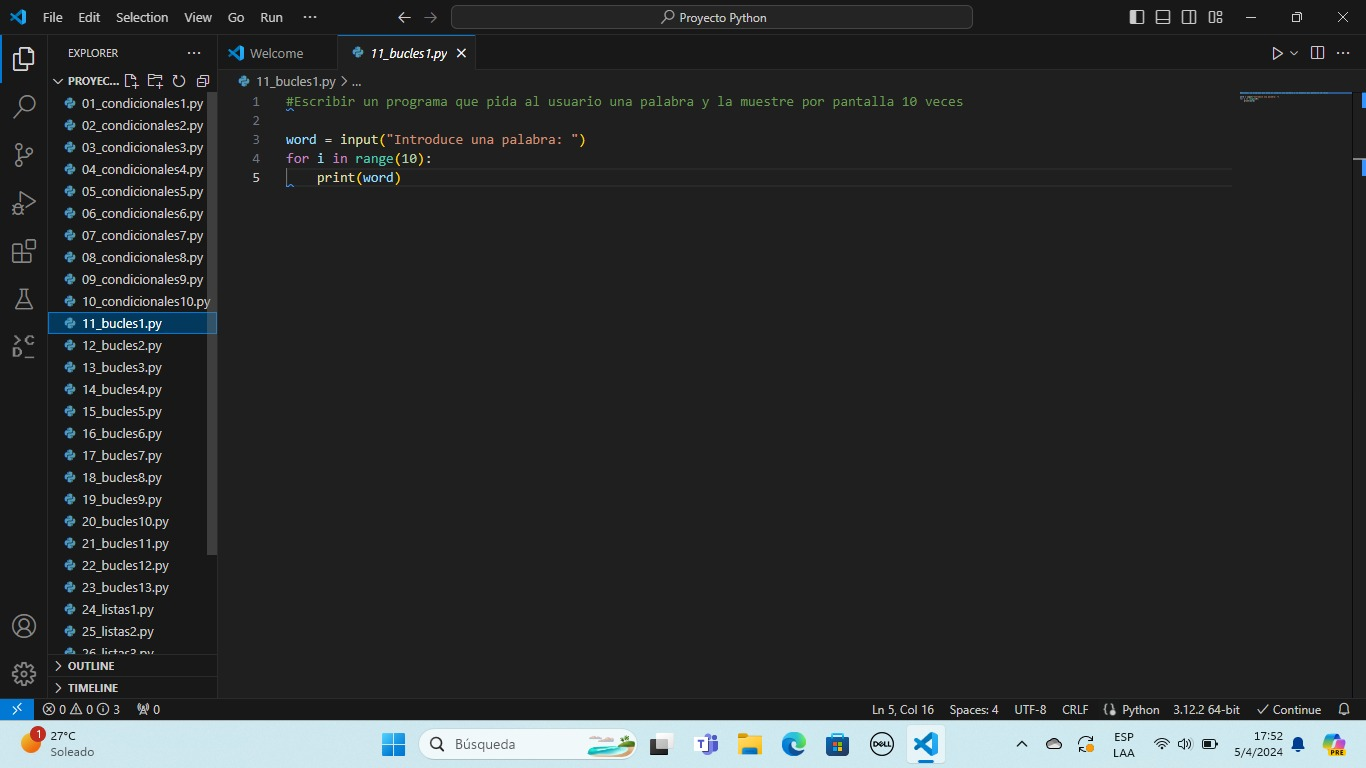 File Edit Selection View Go Run ···
Proyecto Python
EXPLORER ···
Welcome
11_bucles1.py
PROYEC...
11_bucles1.py > ...
01_condicionales1.py
02_condicionales2.py
03_condicionales3.py
04_condicionales4.py
05_condicionales5.py
06_condicionales6.py
07_condicionales7.py
08_condicionales8.py
09_condicionales9.py
10_condicionales10.py
11_bucles1.py
12_bucles2.py
13_bucles3.py
14_bucles4.py
15_bucles5.py
16_bucles6.py
17_bucles7.py
18_bucles8.py
19_bucles9.py
20_bucles10.py
21_bucles11.py
22_bucles12.py
23_bucles13.py
24_listas1.py
25_listas2.py
26_listas3.py
OUTLINE
TIMELINE
1 #Escribir un programa que pida al usuario una palabra y la muestre por pantalla 10 veces
2
3 word = input("Introduce una palabra: ")
4 for i in range(10):
5     print(word)
0 0 3 0
Ln 5, Col 16 Spaces: 4 UTF-8 CRLF Python 3.12.2 64-bit Continue
1
27°C
Soleado
Búsqueda
DELL
ESP
LAA
17:52
5/4/2024
PRE